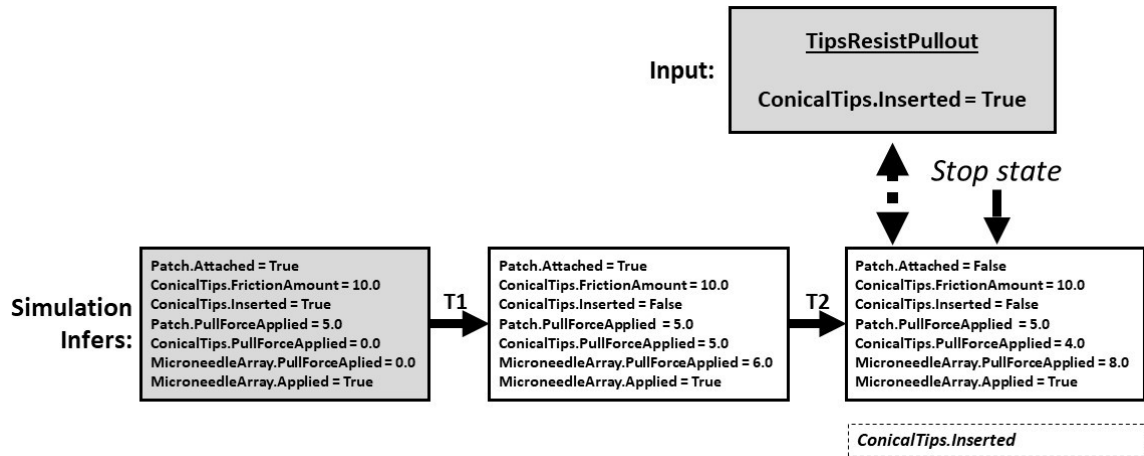 TipsResistPullout
Input:
ConicalTips.Inserted = True
Stop state
Simulation
Infers:
Patch.Attached = True
ConicalTips.FrictionAmount = 10.0
ConicalTips.Inserted = True
Patch.PullForceApplied = 5.0
ConicalTips.PullForceApplied = 0.0
MicroneedleArray.PullForceAplied = 0.0
MicroneedleArray.Applied = True
T1
Patch.Attached = True
ConicalTips.FrictionAmount = 10.0
ConicalTips.Inserted = False
Patch.PullForceApplied = 5.0
ConicalTips.PullForceApplied = 5.0
MicroneedleArray.PullForceApplied = 6.0
MicroneedleArray.Applied = True
T2
Patch.Attached = False
ConicalTips.FrictionAmount = 10.0
ConicalTips.Inserted = False
Patch.PullForceApplied = 5.0
ConicalTips.PullForceApplied = 4.0
MicroneedleArray.PullForceApplied = 8.0
MicroneedleArray.Applied = True
ConicalTips.Inserted